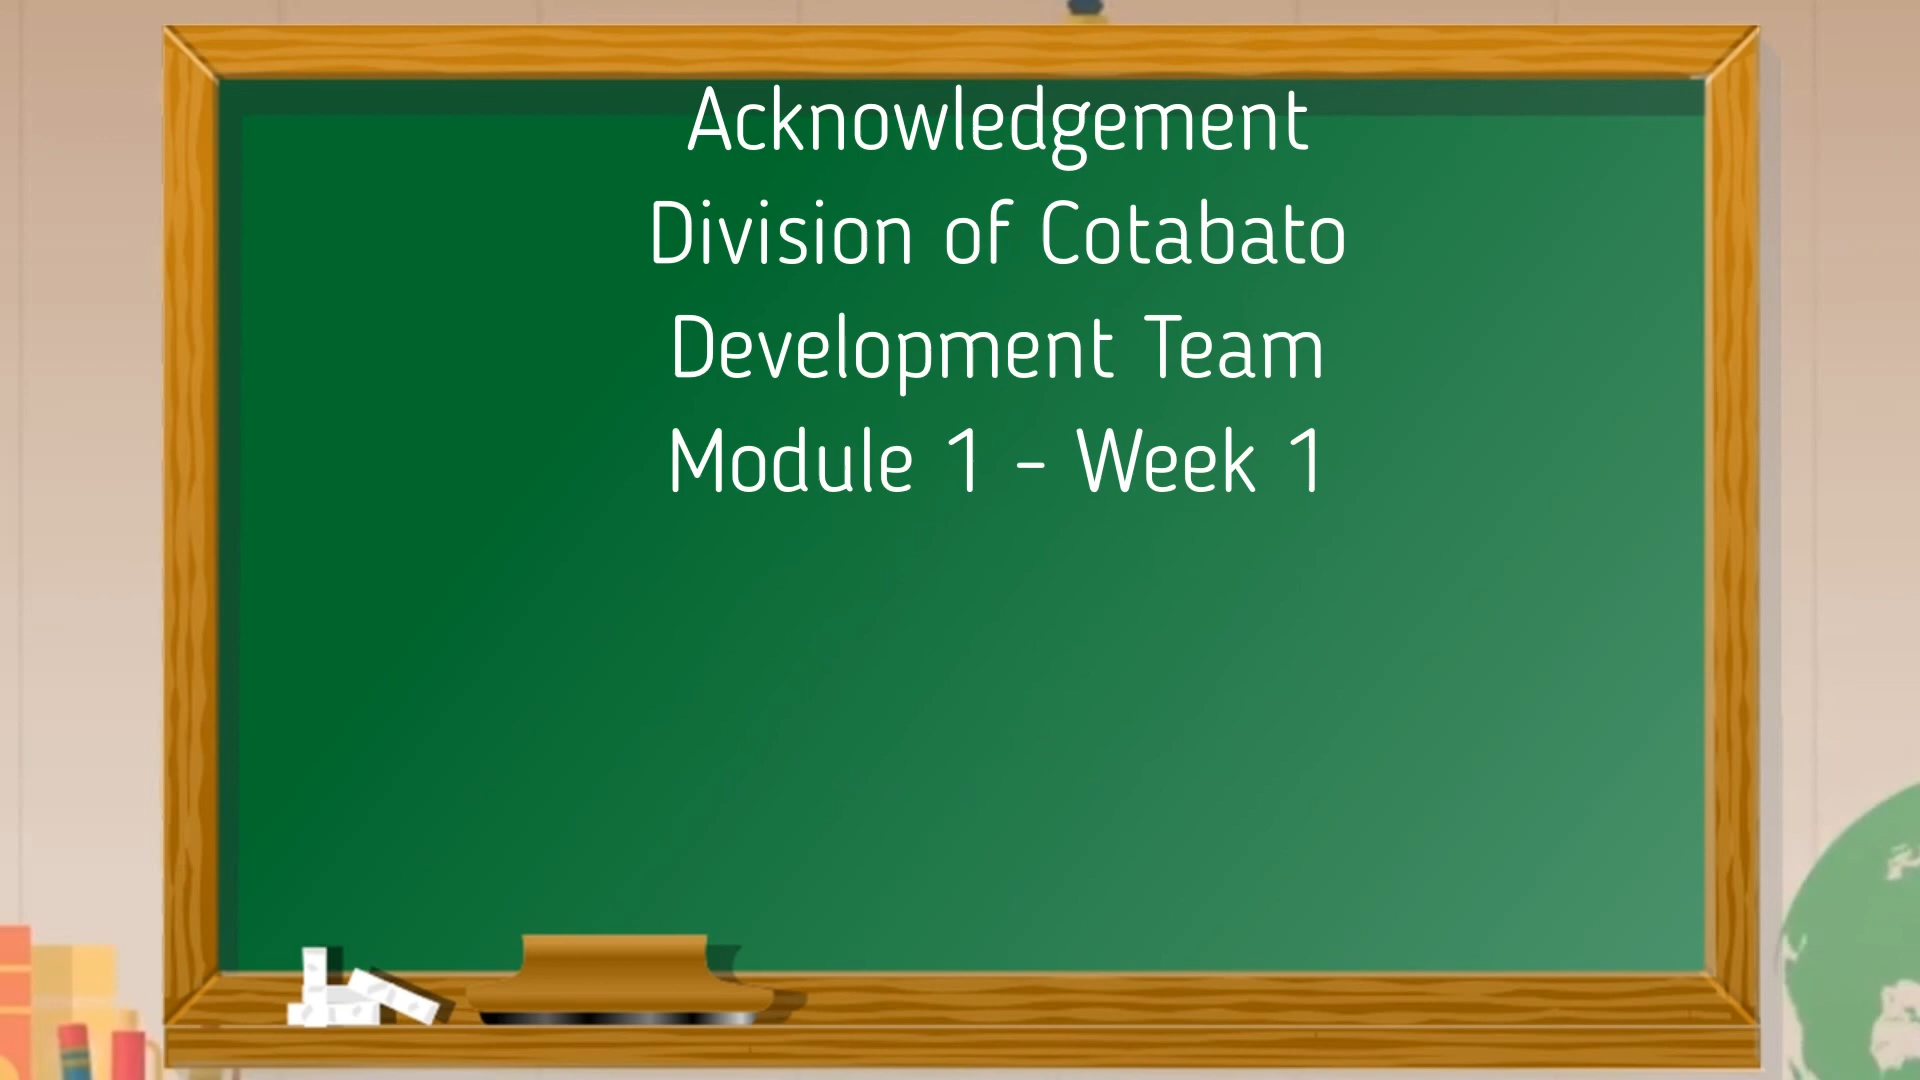 Acknowledgement
Division of Cotabato
Development Team
Module 1 - Week 1